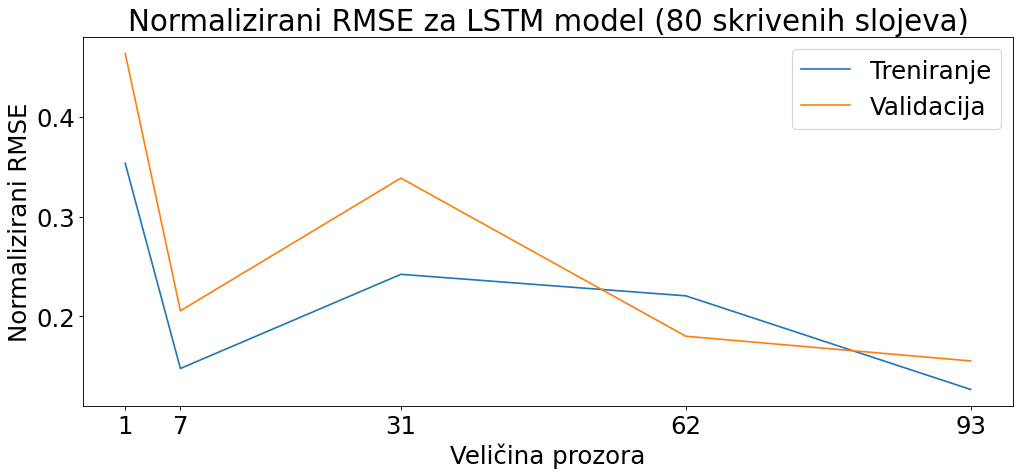 Normalizirani RMSE za LSTM model (80 skrivenih slojeva)
Treniranje
Validacija
Normalizirani RMSE
0.4
0.3
0.2
1 7 31 62 93
Veličina prozora